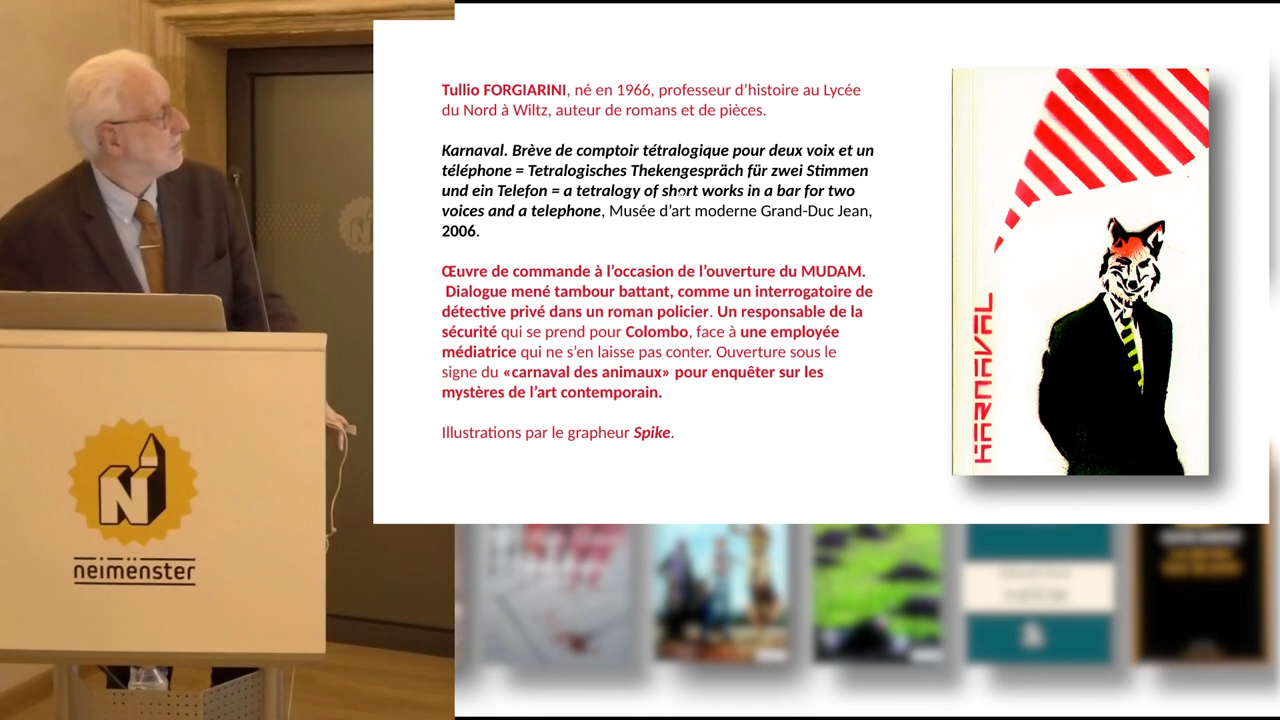 Tullio FORGIARINI, né en 1966, professeur d'histoire au Lycée
du Nord à Wiltz, auteur de romans et de pièces.
Karnaval. Brève de comptoir tétralogique pour deux voix et un
téléphone = Tetralogisches Thekengespräch für zwei Stimmen
und ein Telefon = a tetralogy of short works in a bar for two
voices and a telephone, Musée d'art moderne Grand-Duc Jean,
2006.
Œuvre de commande à l'occasion de l'ouverture du MUDAM.
Dialogue mené tambour battant, comme un interrogatoire de
détective privé dans un roman policier. Un responsable de la
sécurité qui se prend pour Colombo, face à une employée
médiatrice qui ne s'en laisse pas conter. Ouverture sous le
signe du «carnaval des animaux» pour enquêter sur les
mystères de l'art contemporain.
Illustrations par le grapheur Spike.
KARNAVAL
N
neimënster